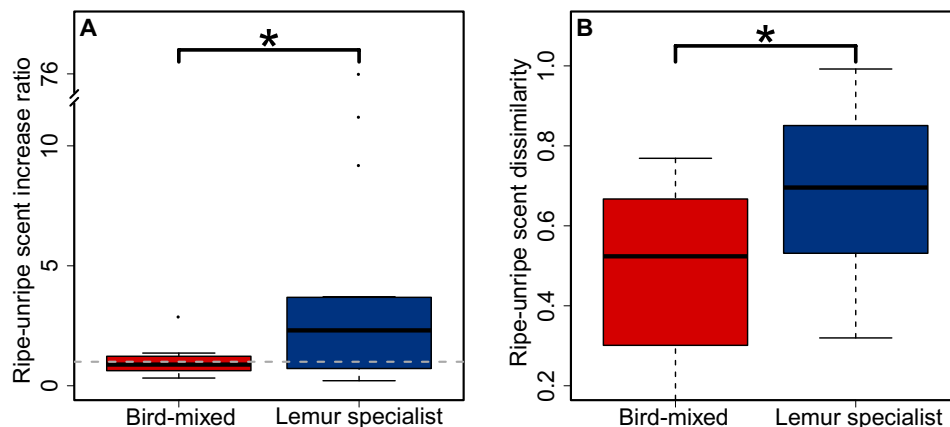 A
*
Ripe-unripe scent increase ratio
76
10
5
0
Bird-mixed
Lemur specialist
B
*
Ripe-unripe scent dissimilarity
1.0
0.8
0.6
0.4
0.2
Bird-mixed
Lemur specialist